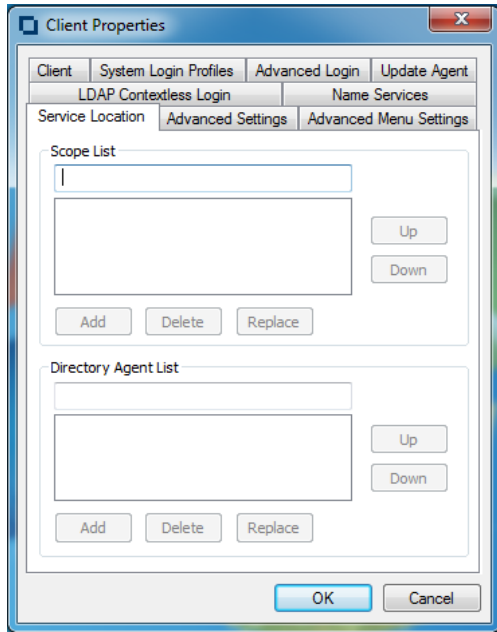 Client Properties
Client System Login Profiles Advanced Login Update Agent
LDAP Contextless Login Name Services
Service Location Advanced Settings Advanced Menu Settings
Scope List
Up
Down
Add Delete Replace
Directory Agent List
Up
Down
Add Delete Replace
OK Cancel